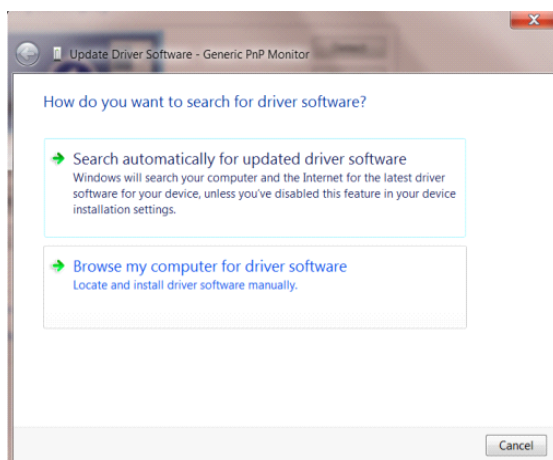 Update Driver Software - Generic PnP Monitor
How do you want to search for driver software?
Search automatically for updated driver software
Windows will search your computer and the Internet for the latest driver
software for your device, unless you've disabled this feature in your device
installation settings.
Browse my computer for driver software
Locate and install driver software manually.
Cancel